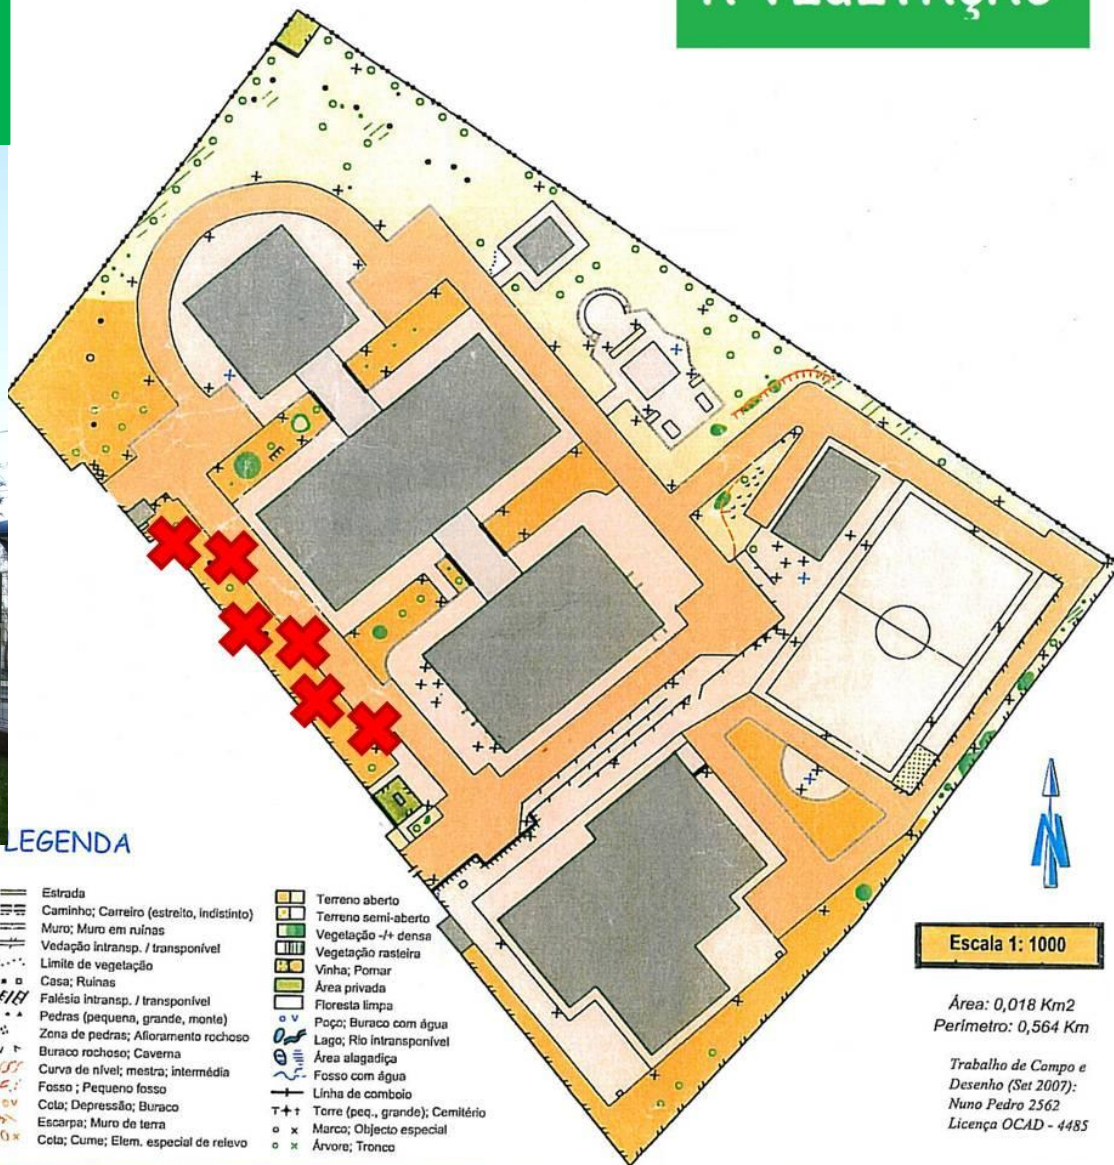 LEGENDA
Estrada
Caminho; Carreiro (estreito, indistinto)
Muro; Muro em ruínas
Vedação intransp. / transponível
Limite de vegetação
Casa; Ruínas
Falésia intransp. / transponível
Pedras (pequena, grande, monte)
Zona de pedras; Afloramento rochoso
Buraco rochoso; Caverna
Curva de nível; mestra; intermédia
Fosso ; Pequeno fosso
Cota; Depressão; Buraco
Escarpa; Muro de terra
Cota; Cume; Elem. especial de relevo
Terreno aberto
Terreno semi-aberto
Vegetação -/+ densa
Vegetação rasteira
Vinha; Pomar
Área privada
Floresta limpa
Poço; Buraco com água
Lago; Rio intransponível
Área alagadiça
Fosso com água
Linha de comboio
Torre (peq., grande); Cemitério
Marco; Objecto especial
Árvore; Tronco
N
Escala 1: 1000
Área: 0,018 Km2
Perímetro: 0,564 Km
Trabalho de Campo e
Desenho (Set 2007):
Nuno Pedro 2562
Licença OCAD - 4485